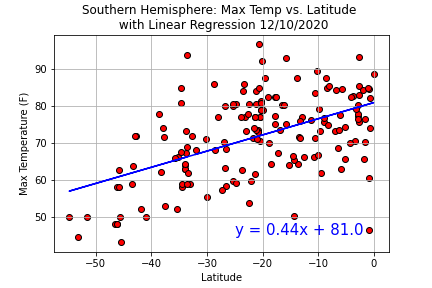 Southern Hemisphere: Max Temp vs. Latitude
with Linear Regression 12/10/2020
Max Temperature (F)
90
80
70
60
50
y = 0.44x + 81.0
−50
−40
−30
−20
−10
0
Latitude